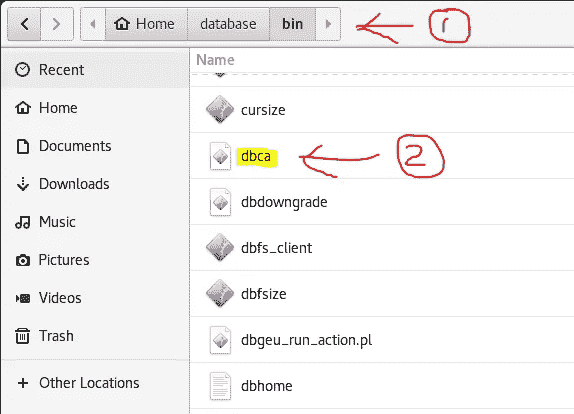 Home database bin
1
Recent
Home
Documents
Downloads
Music
Pictures
Videos
Trash
+ Other Locations
Name
cursize
dbca
2
dbdowngrade
dbfs_client
dbfsize
dbgeu_run_action.pl
dbhome